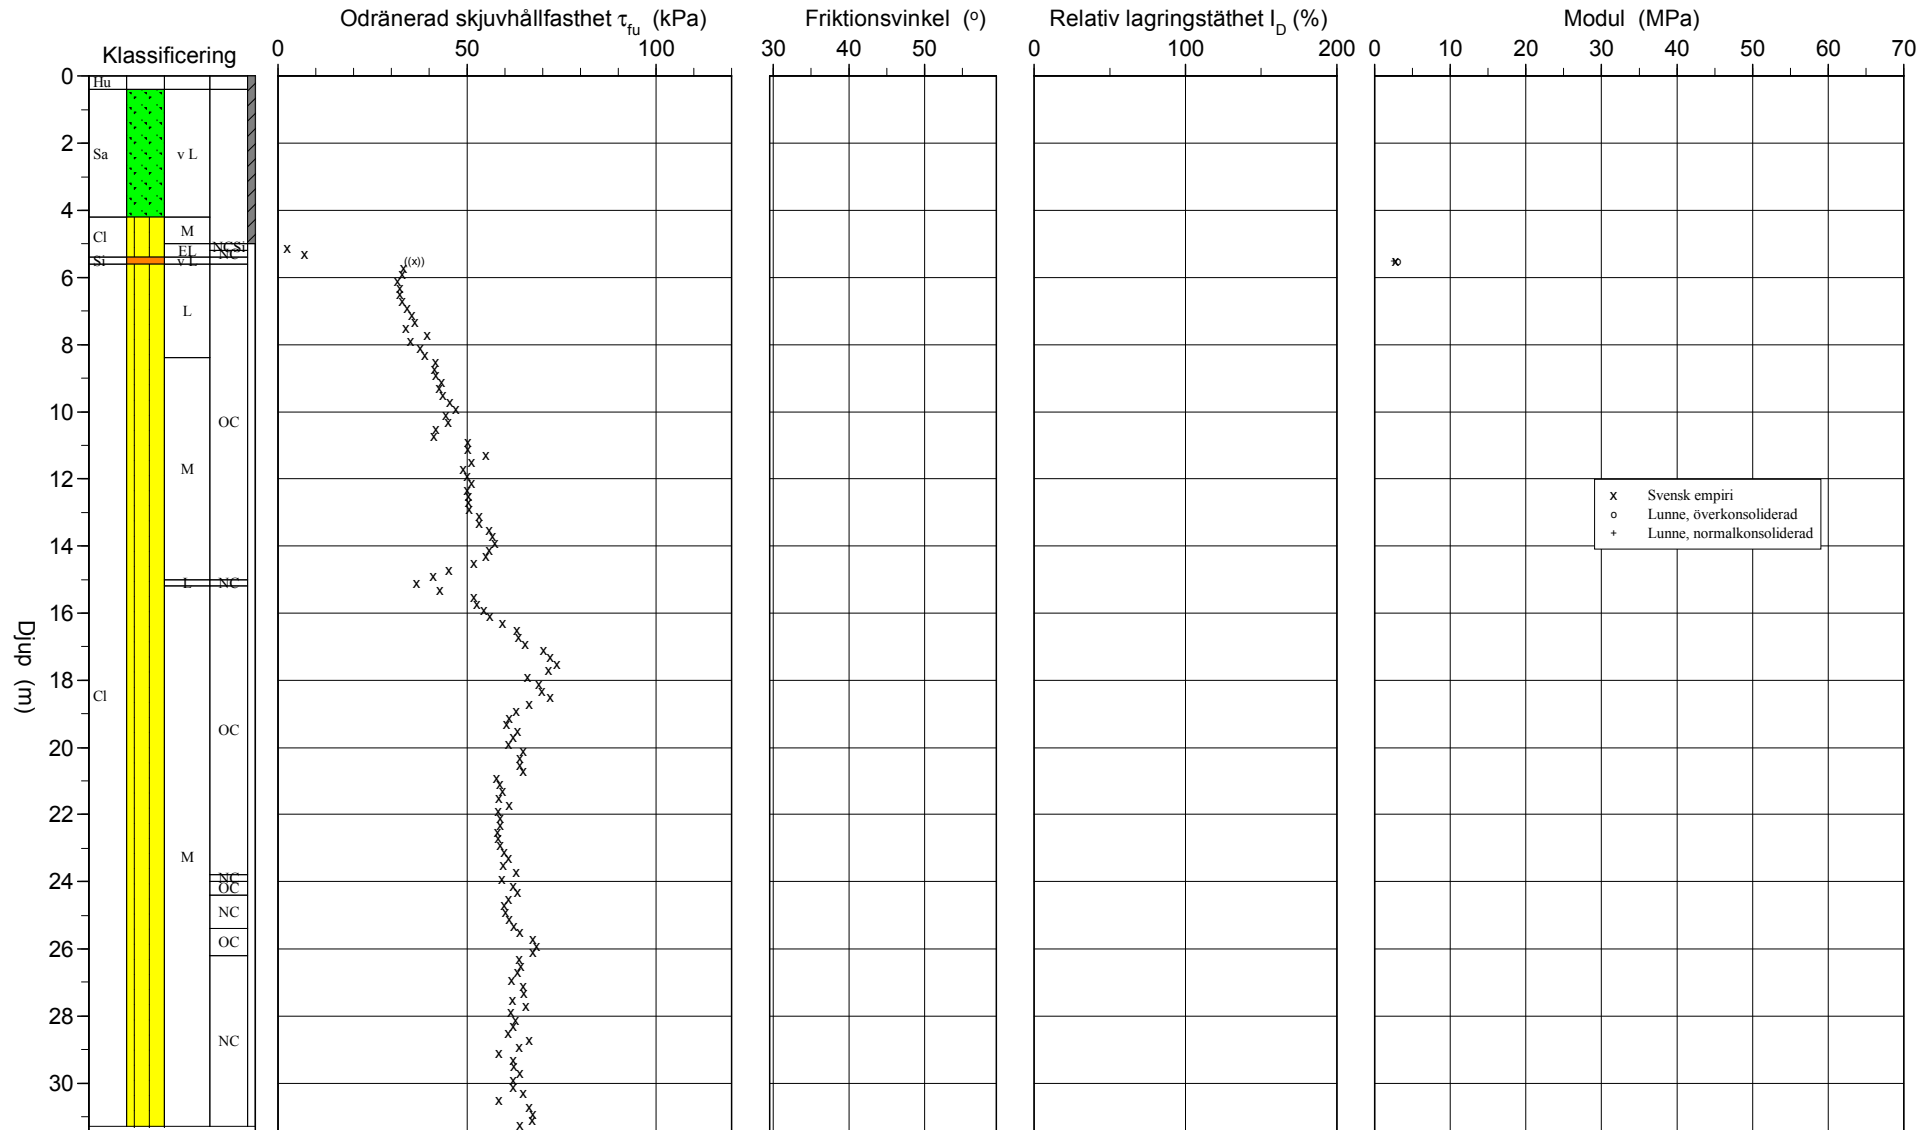 Odränerad skjuvhållfasthet τfu (kPa)
Friktionsvinkel (o)
Relativ lagringstäthet ID (%)
Modul (MPa)
Klassificering
0 50 100
30 40 50
0 100 200
0 10 20 30 40 50 60 70
Djup (m)
0
2
4
6
8
10
12
14
16
18
20
22
24
26
28
30
Hu
Sa
v L
Cl
M
NCSi
EL
NC
Si
v L
((x))
L
OC
M
L
NC
Cl
OC
M
NC
OC
NC
OC
NC
x Svensk empiri
o Lunne, överkonsoliderad
+ Lunne, normalkonsoliderad